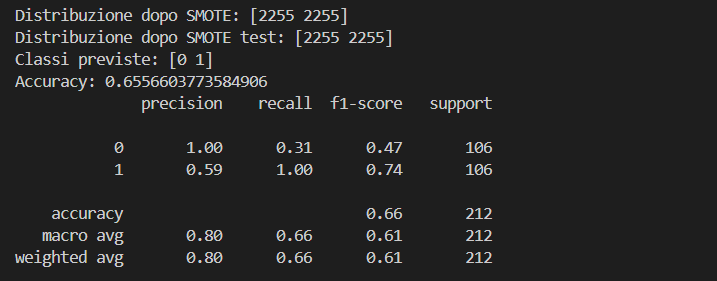 Distribuzione dopo SMOTE: [2255 2255]
Distribuzione dopo SMOTE test: [2255 2255]
Classi previste: [0 1]
Accuracy: 0.6556603773584906
precision recall f1-score support
0 1.00 0.31 0.47 106
1 0.59 1.00 0.74 106
accuracy 0.66 212
macro avg 0.80 0.66 0.61 212
weighted avg 0.80 0.66 0.61 212